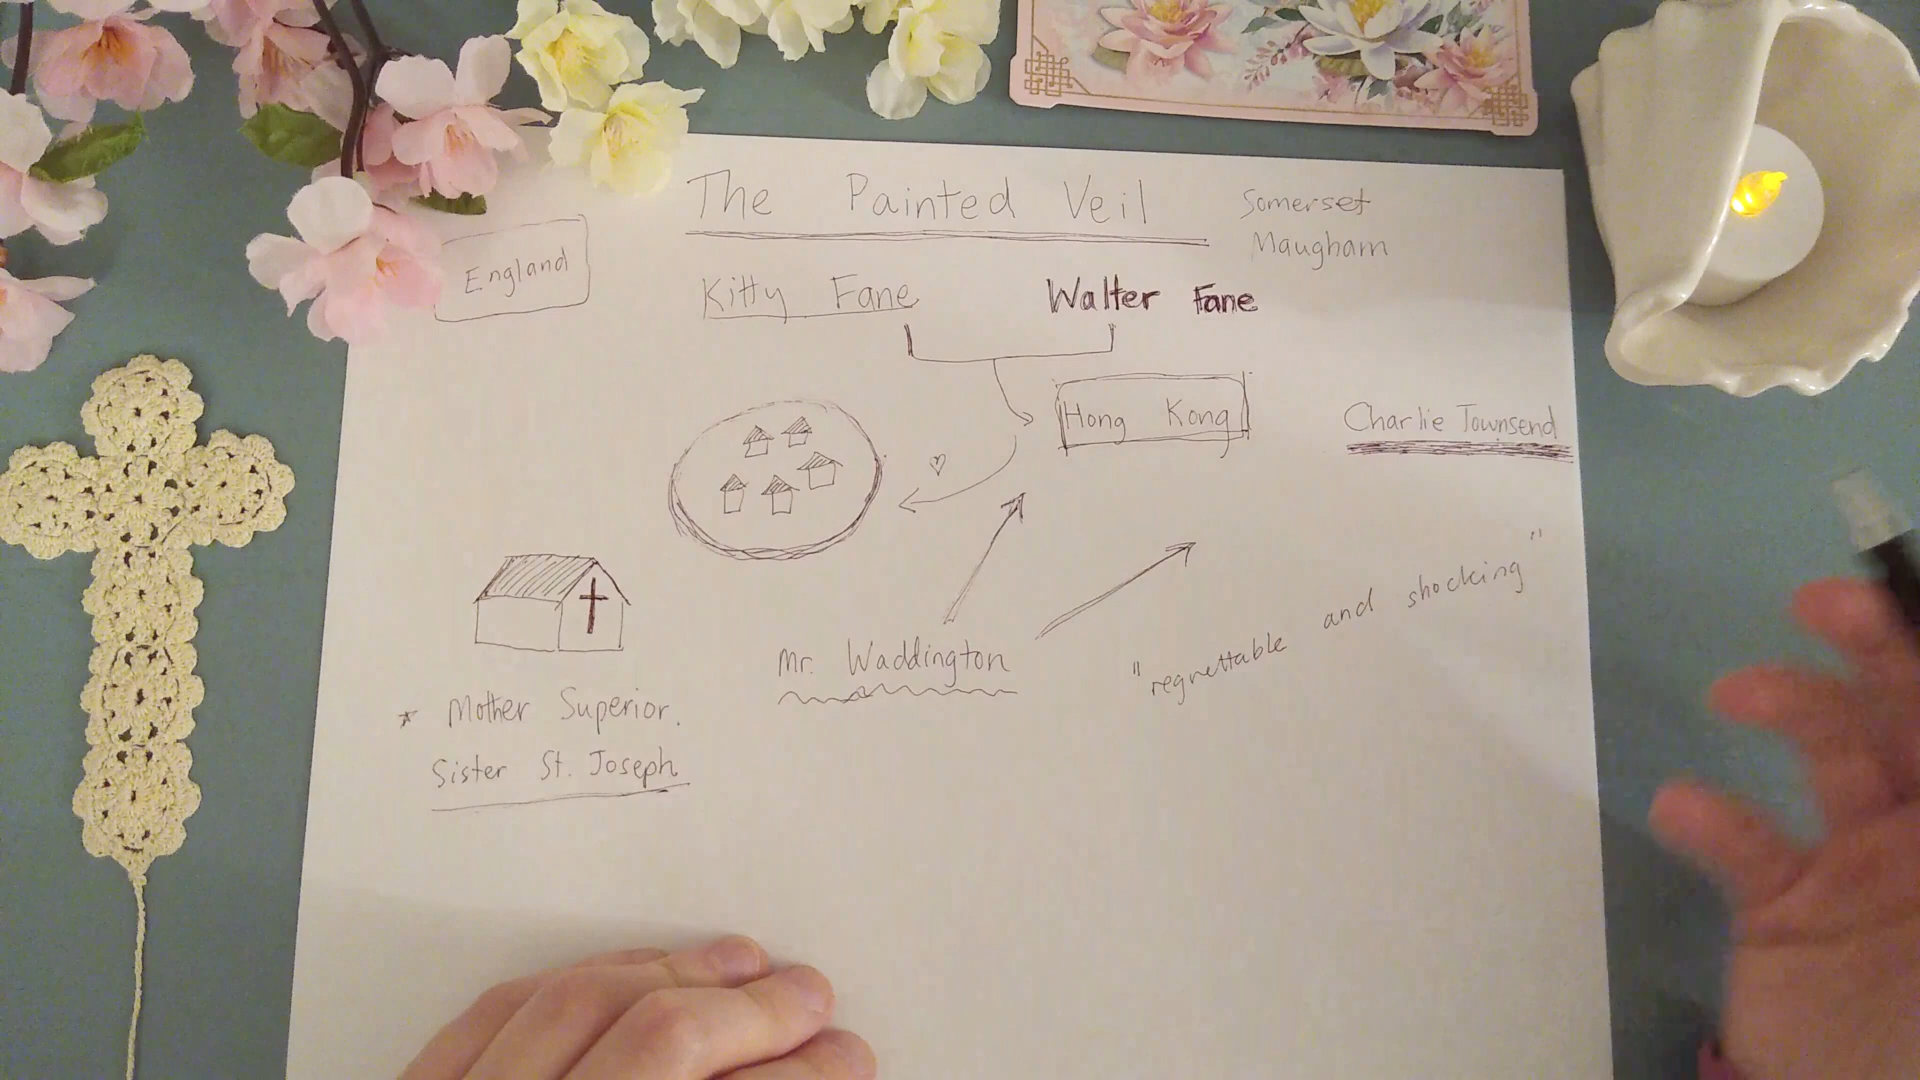 The Painted Veil
Somerset
Maugham
England
Kitty Fane
Walter Fane
Hong Kong
Charlie Townsend
"regrettable and shocking"
Mr. Waddington
* Mother Superior.
Sister St. Joseph